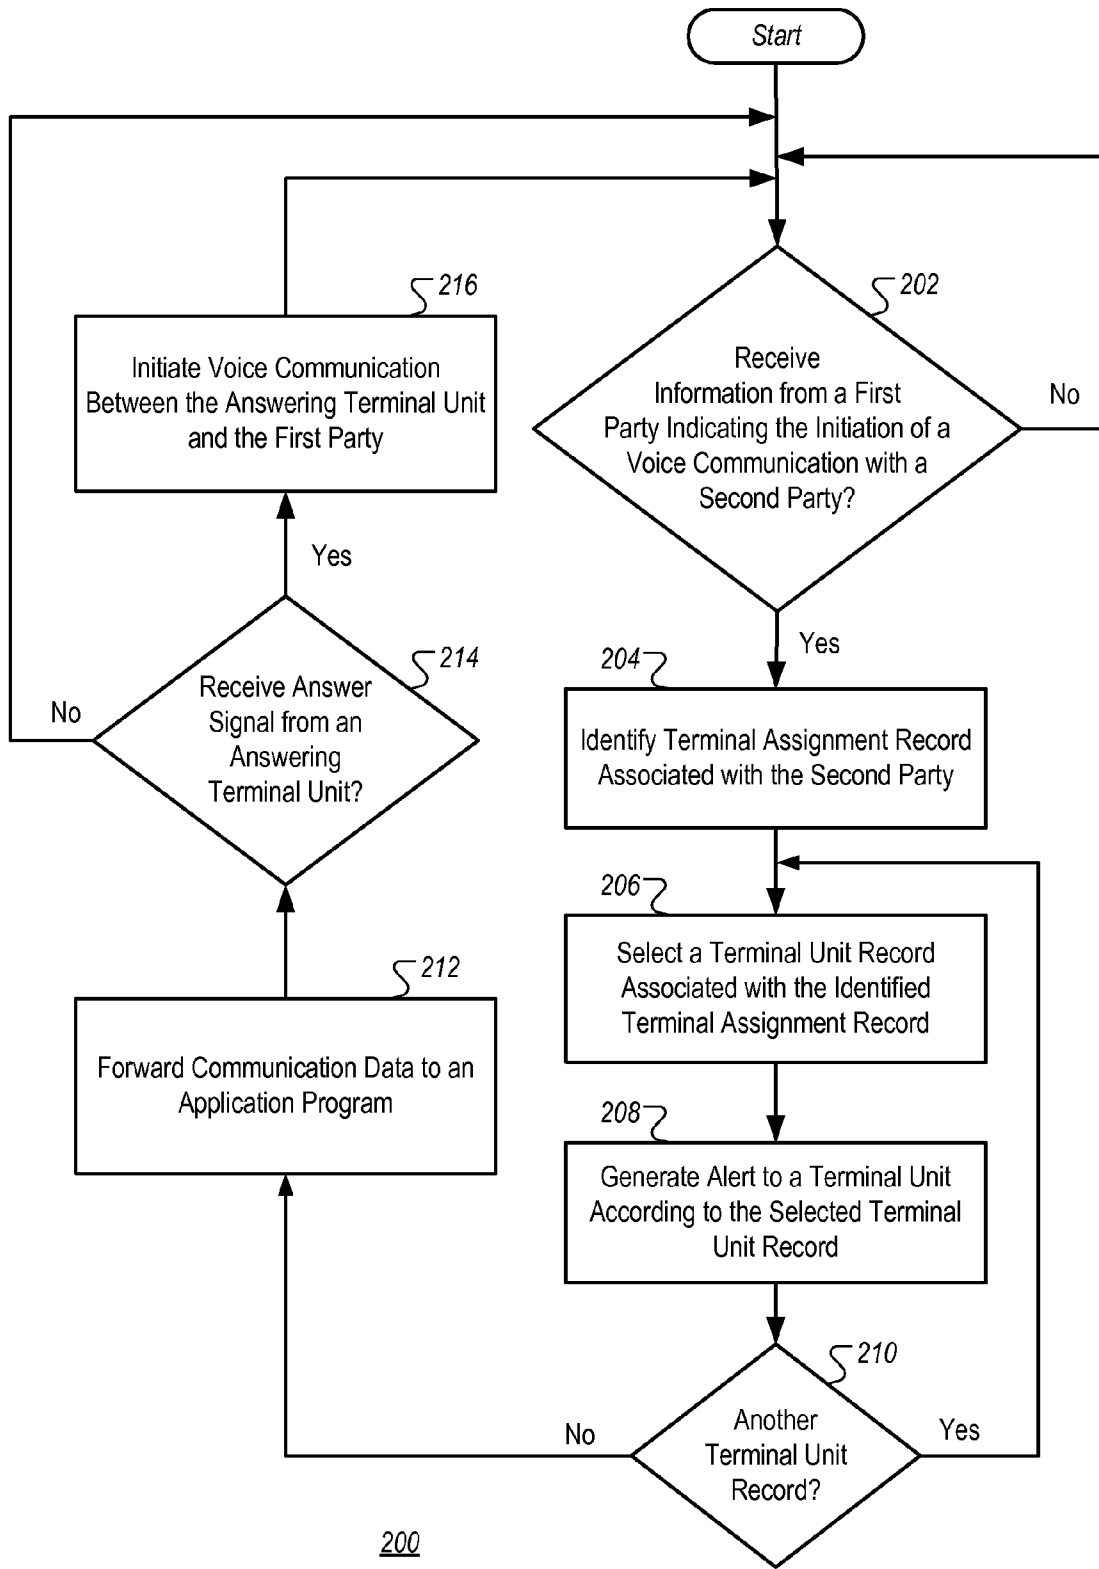 Start
202
Receive
Information from a First
Party Indicating the Initiation of a
Voice Communication with a
Second Party?
No
Yes
204
Identify Terminal Assignment Record
Associated with the Second Party
206
Select a Terminal Unit Record
Associated with the Identified
Terminal Assignment Record
208
Generate Alert to a Terminal Unit
According to the Selected Terminal
Unit Record
210
Another
Terminal Unit
Record?
Yes
No
212
Forward Communication Data to an
Application Program
214
Receive Answer
Signal from an
Answering
Terminal Unit?
No
Yes
216
Initiate Voice Communication
Between the Answering Terminal Unit
and the First Party
200